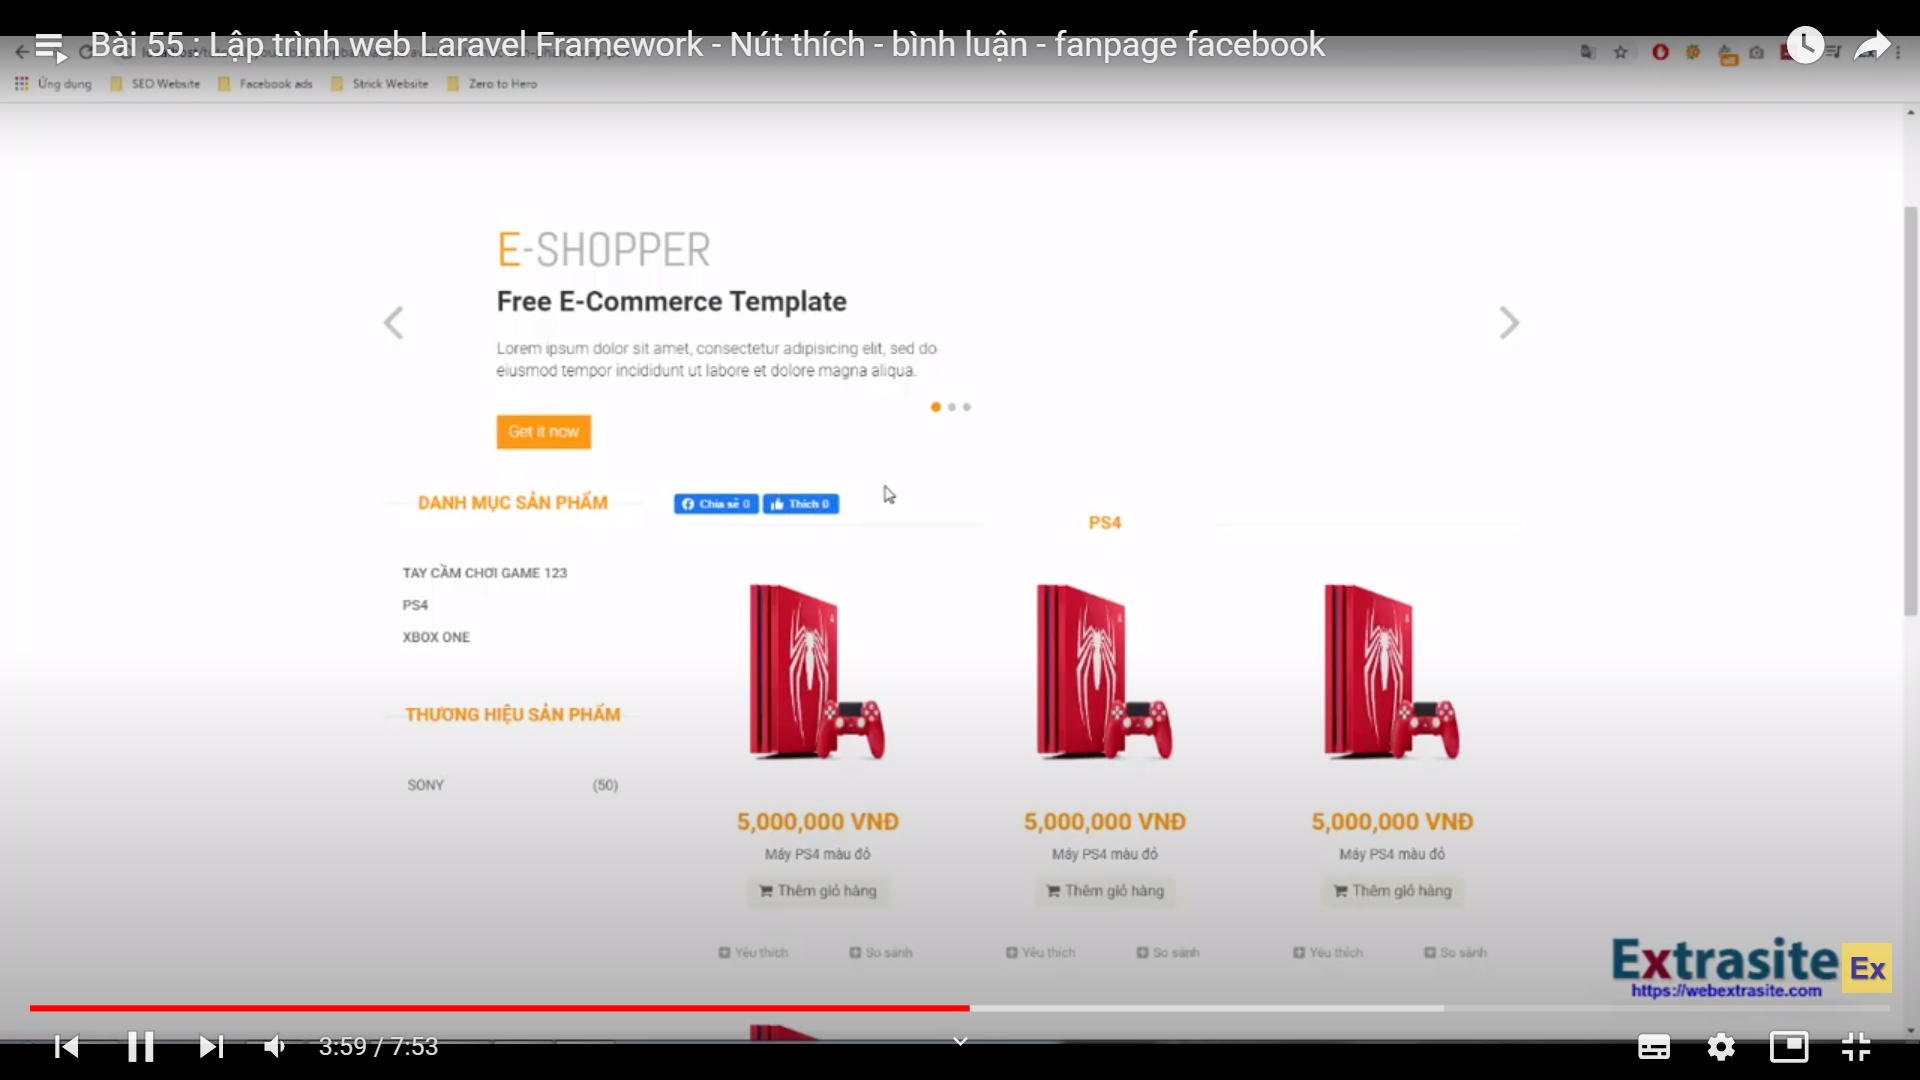 Bài 55 : Lập trình web Laravel Framework - Nút thích - bình luận - fanpage facebook
Ứng dụng
SEO Website
Facebook ads
Strick Website
Zero to Hero
E-SHOPPER
Free E-Commerce Template
Lorem ipsum dolor sit amet, consectetur adipisicing elit, sed do
eiusmod tempor incididunt ut labore et dolore magna aliqua.
Get it now
DANH MỤC SẢN PHẨM
Chia sẻ 0
Thích 0
PS4
TAY CẦM CHƠI GAME 123
PS4
XBOX ONE
THƯƠNG HIỆU SẢN PHẨM
SONY (50)
5,000,000 VNĐ 5,000,000 VNĐ 5,000,000 VNĐ
Máy PS4 màu đỏ Máy PS4 màu đỏ Máy PS4 màu đỏ
Thêm giỏ hàng Thêm giỏ hàng Thêm giỏ hàng
Yêu thích So sánh Yêu thích So sánh Yêu thích So sánh
Extrasite Ex
https://webextrasite.com
3:59 / 7:53